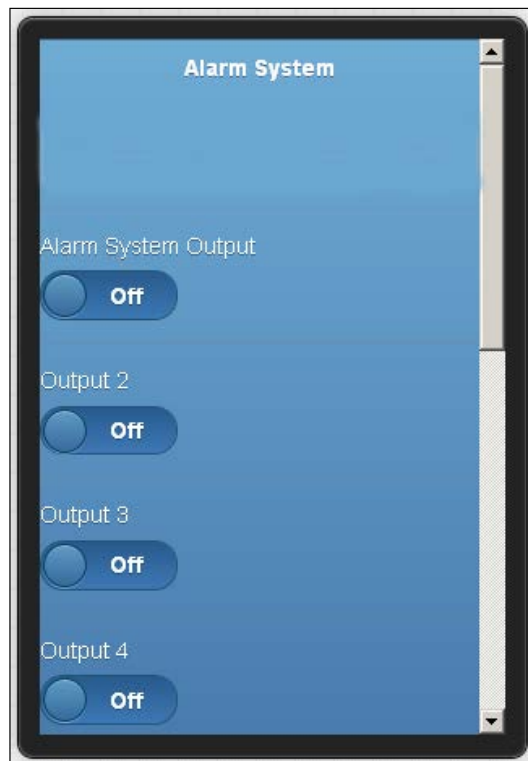 Alarm System
Alarm System Output
Off
Output 2
Off
Output 3
Off
Output 4
Off